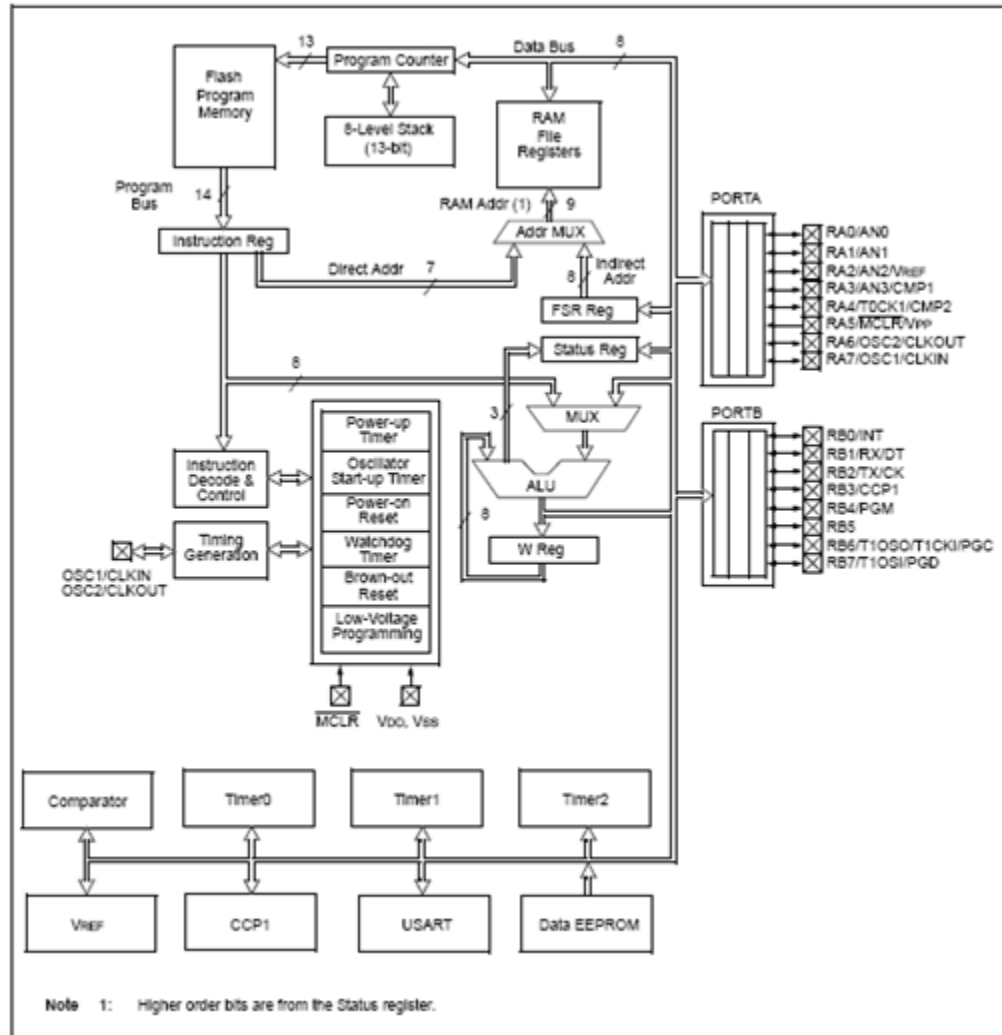 13
Data Bus
8
Program Counter
Flash
Program
Memory
8-Level Stack
(13-bit)
RAM
File
Registers
Program
Bus
14
RAM Addr (1)
9
PORTA
Instruction Reg
Addr MUX
Direct Addr
7
8
Indirect
Addr
FSR Reg
Status Reg
RA0/AN0
RA1/AN1
RA2/AN2/VREF
RA3/AN3/CMP1
RA4/T0CK1/CMP2
RA5/MCLR/VPP
RA6/OSC2/CLKOUT
RA7/OSC1/CLKIN
8
3
MUX
PORTB
Power-up
Timer
Oscillator
Start-up Timer
Power-on
Reset
Watchdog
Timer
Brown-out
Reset
Low-Voltage
Programming
Instruction
Decode &
Control
Timing
Generation
OSC1/CLKIN
OSC2/CLKOUT
ALU
8
W Reg
RB0/INT
RB1/RX/DT
RB2/TX/CK
RB3/CCP1
RB4/PGM
RB5
RB6/T1OSO/T1CKI/PGC
RB7/T1OSI/PGD
MCLR
VDD, VSS
Comparator
Timer0
Timer1
Timer2
VREF
CCP1
USART
Data EEPROM
Note 1: Higher order bits are from the Status register.